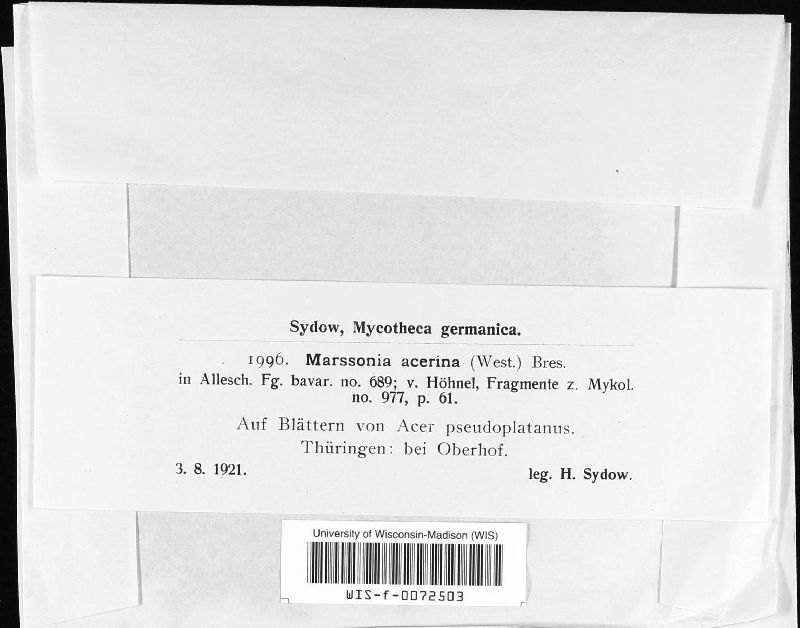 Sydow, Mycotheca germanica.
1996. Marssonia acerina (West.) Bres.
in Allesch. Fg. bavar. no. 689; v. Höhnel, Fragmente z. Mykol.
no. 977, p. 61.
Auf Blättern von Acer pseudoplatanus.
Thüringen: bei Oberhof.
3. 8. 1921. leg. H. Sydow.
University of Wisconsin-Madison (WIS)
WIS-f-0072503